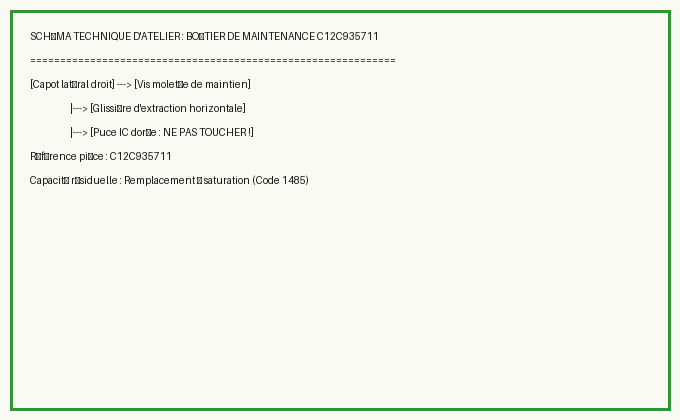 SCH□MA TECHNIQUE D'ATELIER : BO□TIER DE MAINTENANCE C12C935711
=============================================================
[Capot lat□ral droit] ---> [Vis molet□e de maintien]
|---> [Glissi□re d'extraction horizontale]
|---> [Puce IC dor□e : NE PAS TOUCHER !]
R□f□rence pi□ce : C12C935711
Capacit□ r□siduelle : Remplacement □ saturation (Code 1485)